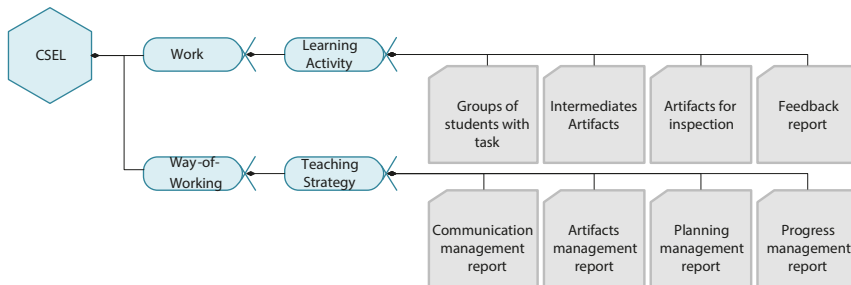 CSEL
Work
Learning
Activity
Groups of
students with
task
Intermediates
Artifacts
Artifacts for
inspection
Feedback
report
Way-of-
Working
Teaching
Strategy
Communication
management
report
Artifacts
management
report
Planning
management
report
Progress
management
report